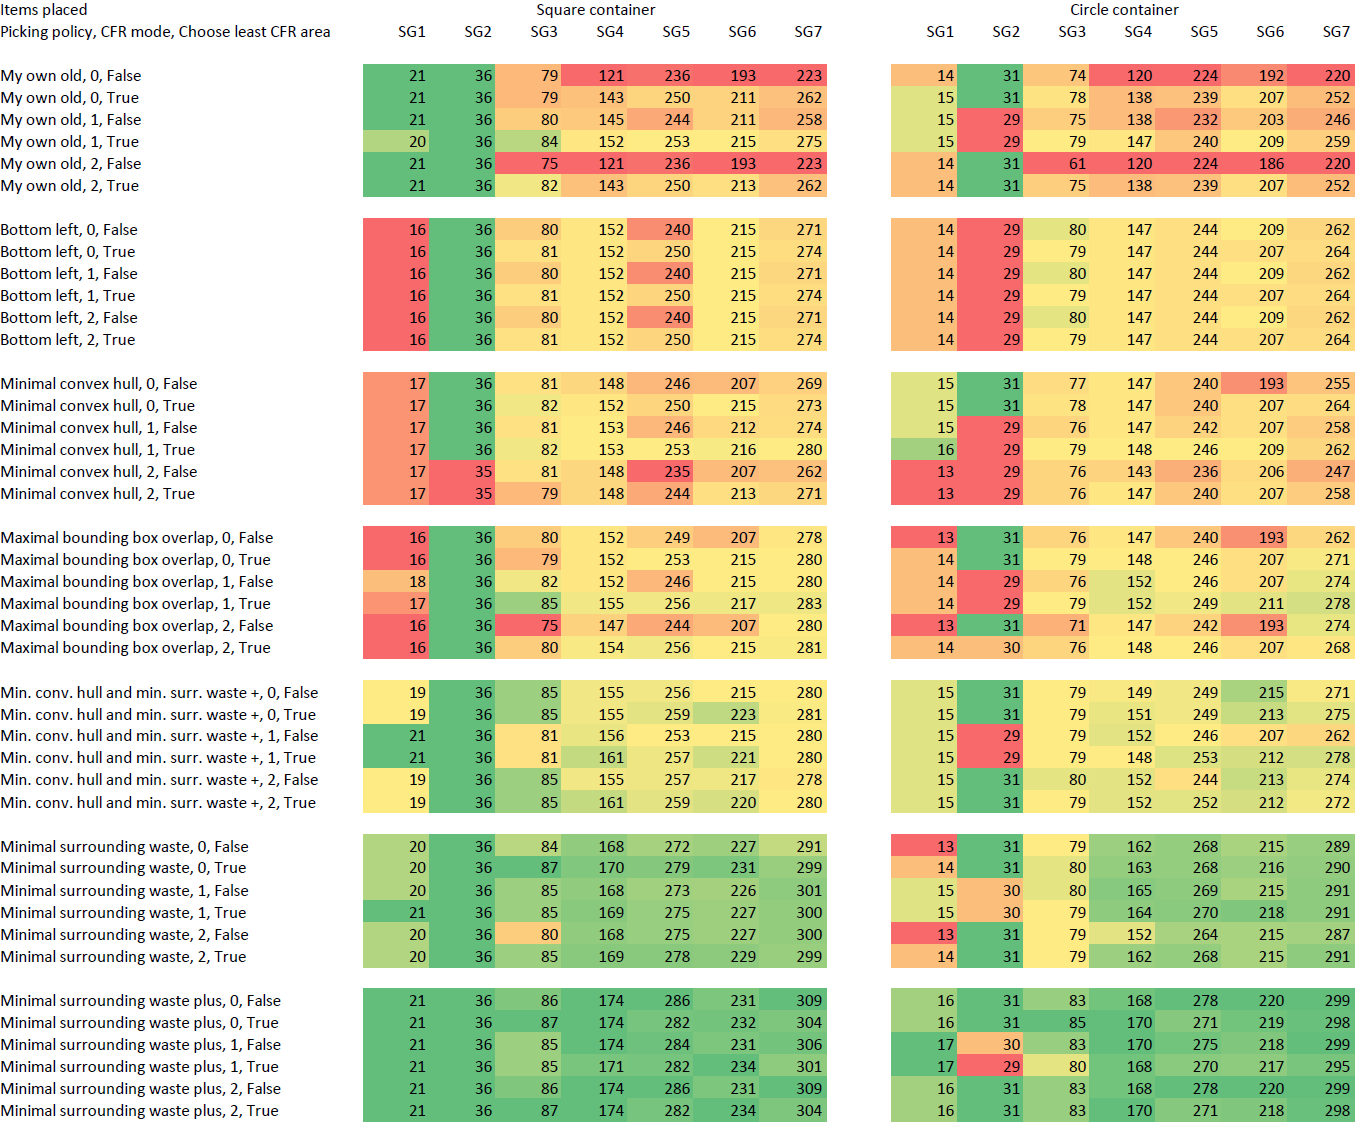 Items placed Square container Circle container
Picking policy, CFR mode, Choose least CFR area SG1 SG2 SG3 SG4 SG5 SG6 SG7 SG1 SG2 SG3 SG4 SG5 SG6 SG7
My own old, 0, False 21 36 79 121 236 193 223 14 31 74 120 224 192 220
My own old, 0, True 21 36 79 143 250 211 262 15 31 78 138 239 207 252
My own old, 1, False 21 36 80 145 244 211 258 15 29 75 138 232 203 246
My own old, 1, True 20 36 84 152 253 215 275 15 29 79 147 240 209 259
My own old, 2, False 21 36 75 121 236 193 223 14 31 61 120 224 186 220
My own old, 2, True 21 36 82 143 250 213 262 14 31 75 138 239 207 252
Bottom left, 0, False 16 36 80 152 240 215 271 14 29 80 147 244 209 262
Bottom left, 0, True 16 36 81 152 250 215 274 14 29 79 147 244 207 264
Bottom left, 1, False 16 36 80 152 240 215 271 14 29 80 147 244 209 262
Bottom left, 1, True 16 36 81 152 250 215 274 14 29 79 147 244 207 264
Bottom left, 2, False 16 36 80 152 240 215 271 14 29 80 147 244 209 262
Bottom left, 2, True 16 36 81 152 250 215 274 14 29 79 147 244 207 264
Minimal convex hull, 0, False 17 36 81 148 246 207 269 15 31 77 147 240 193 255
Minimal convex hull, 0, True 17 36 82 152 250 215 273 15 31 78 147 240 207 264
Minimal convex hull, 1, False 17 36 81 153 246 212 274 15 29 76 147 242 207 258
Minimal convex hull, 1, True 17 36 82 153 253 216 280 16 29 79 148 246 209 262
Minimal convex hull, 2, False 17 35 81 148 235 207 262 13 29 76 143 236 206 247
Minimal convex hull, 2, True 17 35 79 148 244 213 271 13 29 76 147 240 207 258
Maximal bounding box overlap, 0, False 16 36 80 152 249 207 278 13 31 76 147 240 193 262
Maximal bounding box overlap, 0, True 16 36 79 152 253 215 280 14 31 79 148 246 207 271
Maximal bounding box overlap, 1, False 18 36 82 152 246 215 280 14 29 76 152 246 207 274
Maximal bounding box overlap, 1, True 17 36 85 155 256 217 283 14 29 79 152 249 211 278
Maximal bounding box overlap, 2, False 16 36 75 147 244 207 280 13 31 71 147 242 193 274
Maximal bounding box overlap, 2, True 16 36 80 154 256 215 281 14 30 76 148 246 207 268
Min. conv. hull and min. surr. waste +, 0, False 19 36 85 155 256 215 280 15 31 79 149 249 215 271
Min. conv. hull and min. surr. waste +, 0, True 19 36 85 155 259 223 281 15 31 79 151 249 213 275
Min. conv. hull and min. surr. waste +, 1, False 21 36 81 156 253 215 280 15 29 79 152 246 207 262
Min. conv. hull and min. surr. waste +, 1, True 21 36 81 161 257 221 280 15 29 79 148 253 212 278
Min. conv. hull and min. surr. waste +, 2, False 19 36 85 155 257 217 278 15 31 80 152 244 213 274
Min. conv. hull and min. surr. waste +, 2, True 19 36 85 161 259 220 280 15 31 79 152 252 212 272
Minimal surrounding waste, 0, False 20 36 84 168 272 227 291 13 31 79 162 268 215 289
Minimal surrounding waste, 0, True 20 36 87 170 279 231 299 14 31 80 163 268 216 290
Minimal surrounding waste, 1, False 20 36 85 168 273 226 301 15 30 80 165 269 215 291
Minimal surrounding waste, 1, True 21 36 85 169 275 227 300 15 30 79 164 270 218 291
Minimal surrounding waste, 2, False 20 36 80 168 275 227 300 13 31 79 152 264 215 287
Minimal surrounding waste, 2, True 20 36 85 169 278 229 299 14 31 79 162 268 215 291
Minimal surrounding waste plus, 0, False 21 36 86 174 286 231 309 16 31 83 168 278 220 299
Minimal surrounding waste plus, 0, True 21 36 87 174 282 232 304 16 31 85 170 271 219 298
Minimal surrounding waste plus, 1, False 21 36 85 174 284 231 306 17 30 83 170 275 218 299
Minimal surrounding waste plus, 1, True 21 36 85 171 282 234 301 17 29 80 168 270 217 295
Minimal surrounding waste plus, 2, False 21 36 86 174 286 231 309 16 31 83 168 278 220 299
Minimal surrounding waste plus, 2, True 21 36 87 174 282 234 304 16 31 83 170 271 218 298